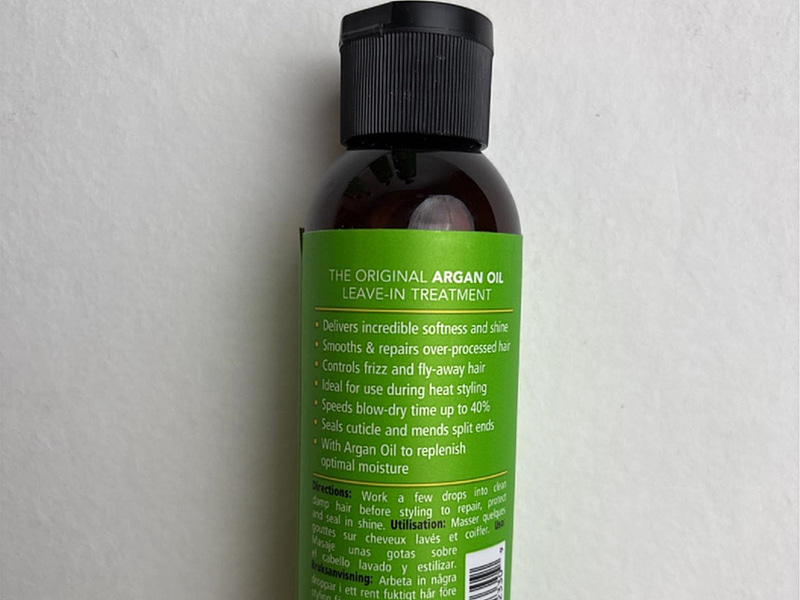 THE ORIGINAL ARGAN OIL
LEAVE-IN TREATMENT
• Delivers incredible softness and shine
• Smooths & repairs over-processed hair
• Controls frizz and fly-away hair
• Ideal for use during heat styling
• Speeds blow-dry time up to 40%
• Seals cuticle and mends split ends
• With Argan Oil to replenish
optimal moisture
Directions: Work a few drops into clean
damp hair before styling to repair, protect
and seal in shine. Utilisation: Masser quelques
gouttes sur cheveux lavés et coiffer. Uso:
Masaje unas gotas sobre
el cabello lavado y estilizar.
Bruksanvisning: Arbeta in några
droppar i ett rent fuktigt hår före